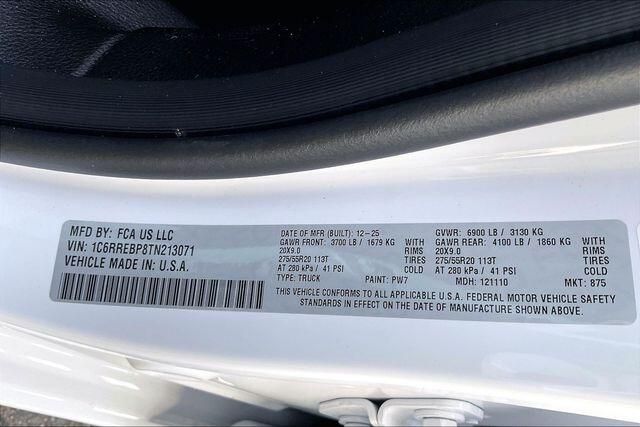 MFD BY: FCA US LLC
VIN: 1C6RREBP8TN213071
VEHICLE MADE IN: U.S.A.
DATE OF MFR (BUILT): 12-25 GVWR: 6900 LB / 3130 KG
GAWR FRONT: 3700 LB / 1679 KG WITH GAWR REAR: 4100 LB / 1860 KG WITH
20X9.0 RIMS 20X9.0 RIMS
275/55R20 113T TIRES 275/55R20 113T TIRES
AT 280 kPa / 41 PSI COLD AT 280 kPa / 41 PSI COLD
TYPE: TRUCK PAINT: PW7 MDH: 121110 MKT: 875
THIS VEHICLE CONFORMS TO ALL APPLICABLE U.S.A. FEDERAL MOTOR VEHICLE SAFETY
STANDARDS IN EFFECT ON THE DATE OF MANUFACTURE SHOWN ABOVE.